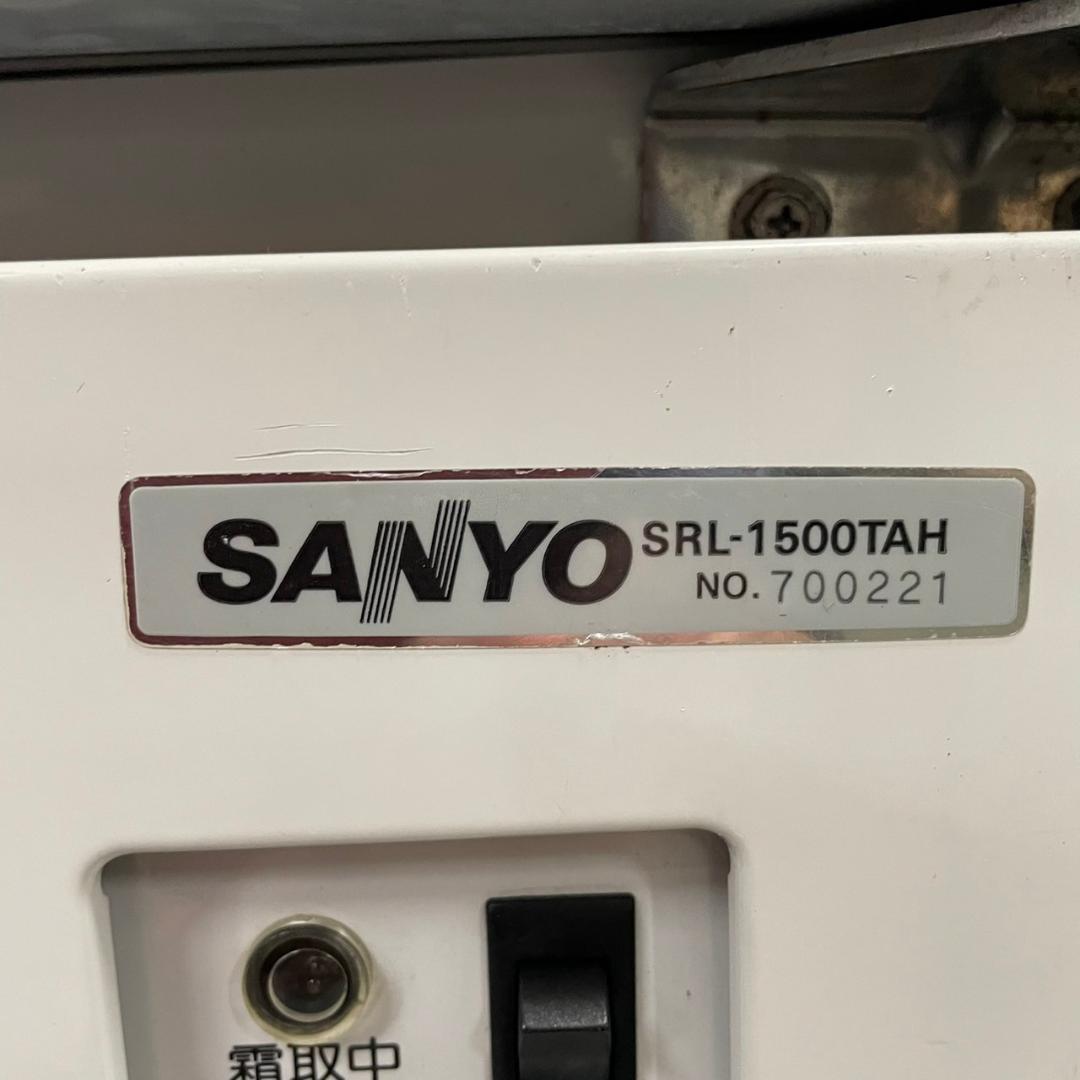 SANYO SRL-1500TAH
NO. 700221
霜取中